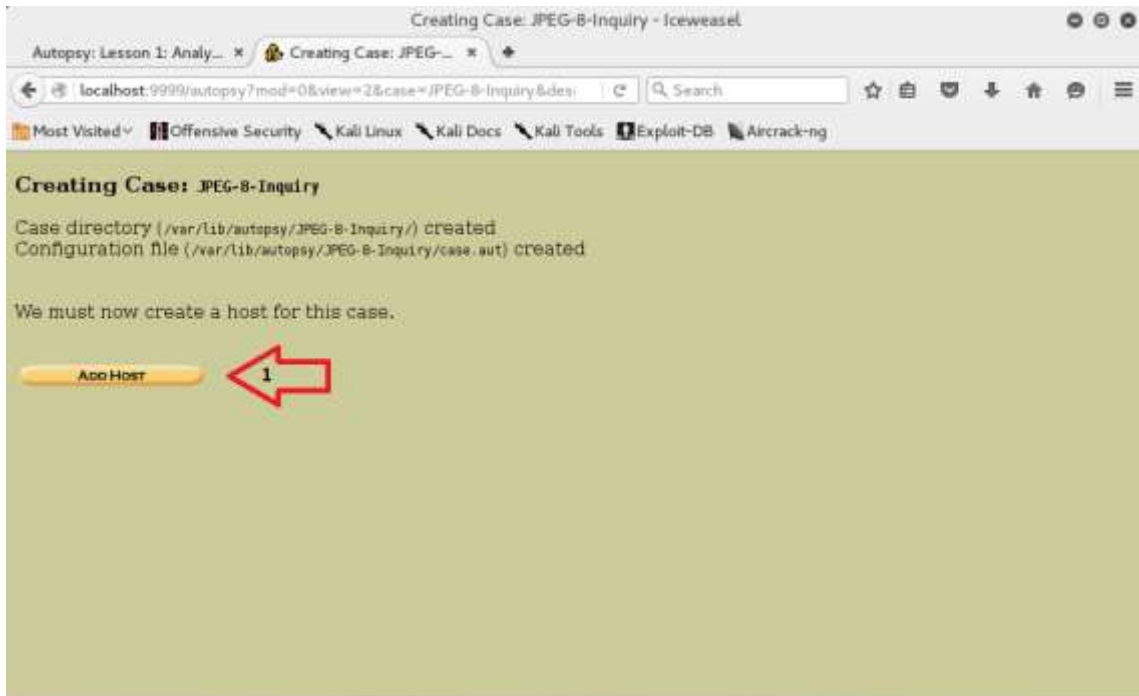 Creating Case: JPEG-8-Inquiry - Iceweasel
Autopsy: Lesson 1: Analy... × Creating Case: JPEG-... ×
localhost:9999/autopsy?mod=0&view=2&case=JPEG-8-Inquiry&des Search
Most Visited Offensive Security Kali Linux Kali Docs Kali Tools Exploit-DB Aircrack-ng
Creating Case: JPEG-8-Inquiry
Case directory (/var/lib/autopsy/JPEG-8-Inquiry/) created
Configuration file (/var/lib/autopsy/JPEG-8-Inquiry/case.aut) created
We must now create a host for this case.
ADD HOST 1